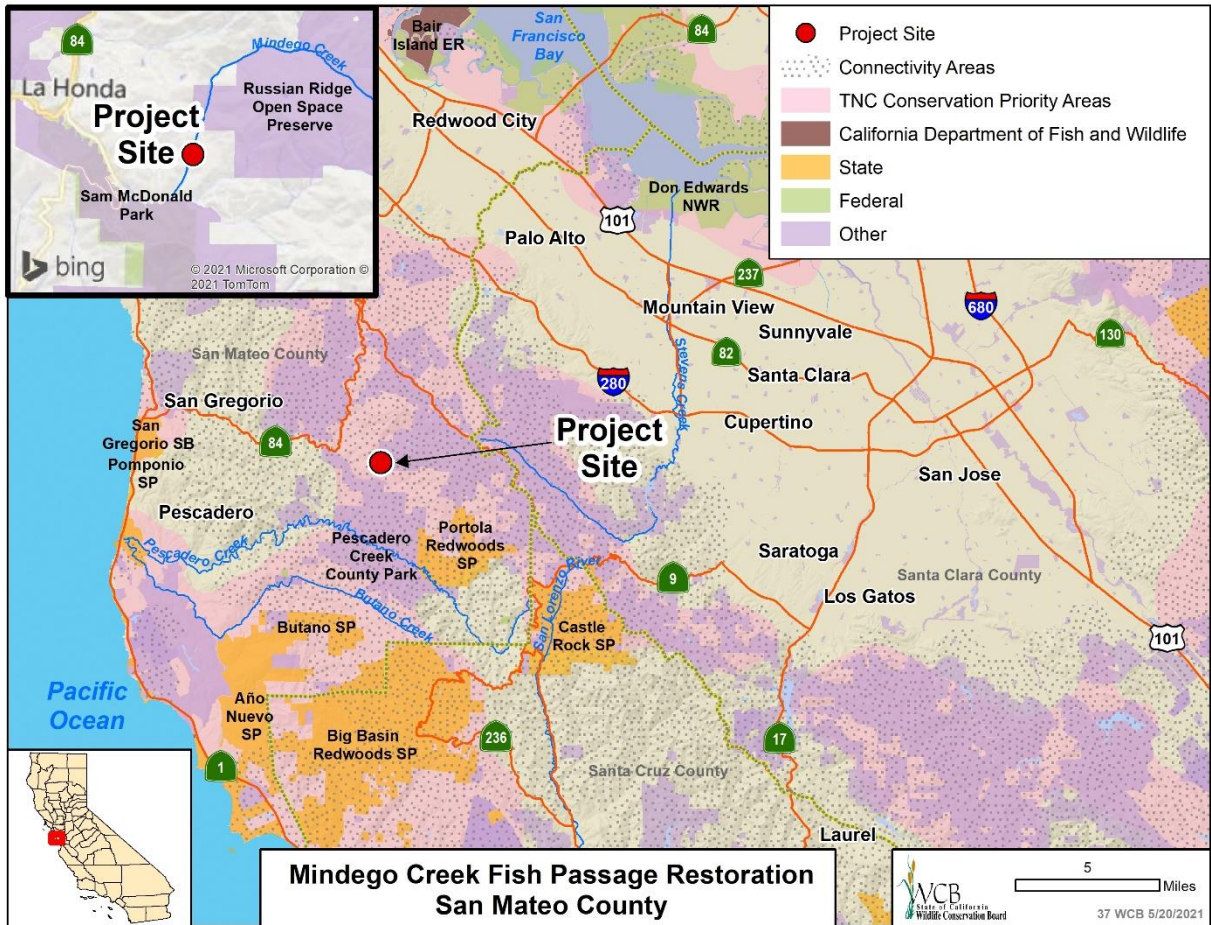 84
Mindego Creek
La Honda
Russian Ridge
Open Space
Preserve
Project
Site
Sam McDonald
Park
bing
© 2021 Microsoft Corporation ©
2021 TomTom
Project Site
Connectivity Areas
TNC Conservation Priority Areas
California Department of Fish and Wildlife
State
Federal
Other
Bair
Island ER
San
Francisco
Bay
84
Redwood City
Don Edwards
NWR
101
Palo Alto
237
Mountain View
Sunnyvale
680
130
82
Santa Clara
Stevens Creek
San Mateo County
280
San Gregorio
Cupertino
San
Gregorio SB
84
Project
Site
Pomponio
SP
San Jose
Pescadero
Pescadero Creek
Pescadero
Creek
County Park
Portola
Redwoods
SP
Saratoga
Santa Clara County
9
Butano Creek
San Lorenzo River
Los Gatos
Butano SP
Castle
Rock SP
101
Pacific
Ocean
Año
Nuevo
SP
Big Basin
Redwoods SP
236
17
1
Santa Cruz County
Laurel
Mindego Creek Fish Passage Restoration
San Mateo County
WCB
State of California
Wildlife Conservation Board
5
Miles
37 WCB 5/20/2021